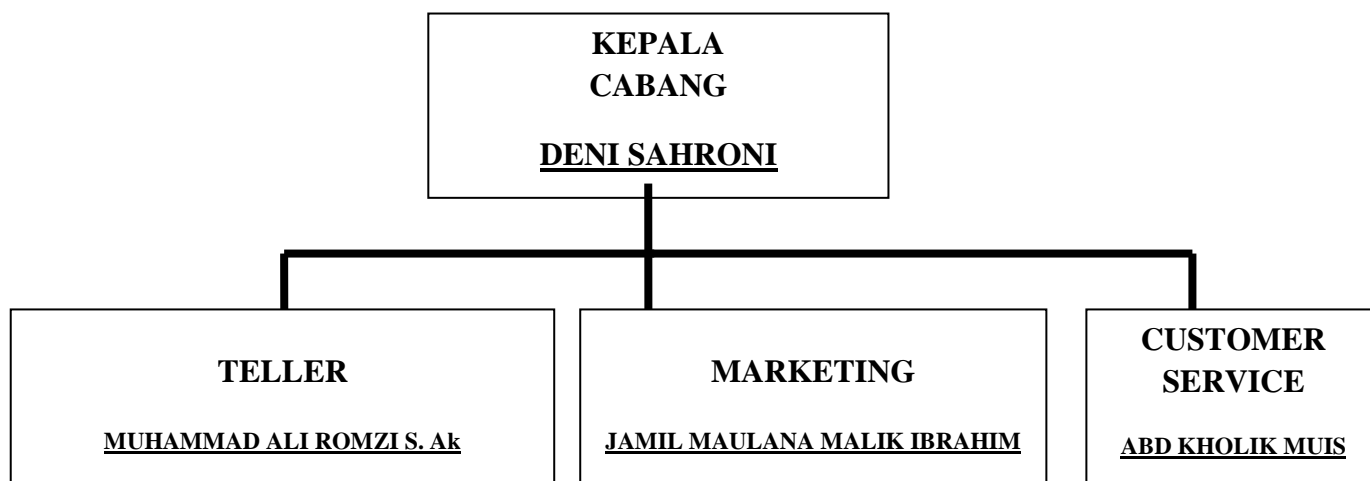 KEPALA
CABANG
DENI SAHRONI
TELLER
MUHAMMAD ALI ROMZI S. Ak
MARKETING
JAMIL MAULANA MALIK IBRAHIM
CUSTOMER
SERVICE
ABD KHOLIK MUIS